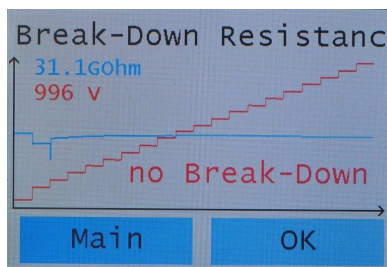 Break-Down Resistanc
31.1GOhm
996 V
no Break-Down
Main
OK